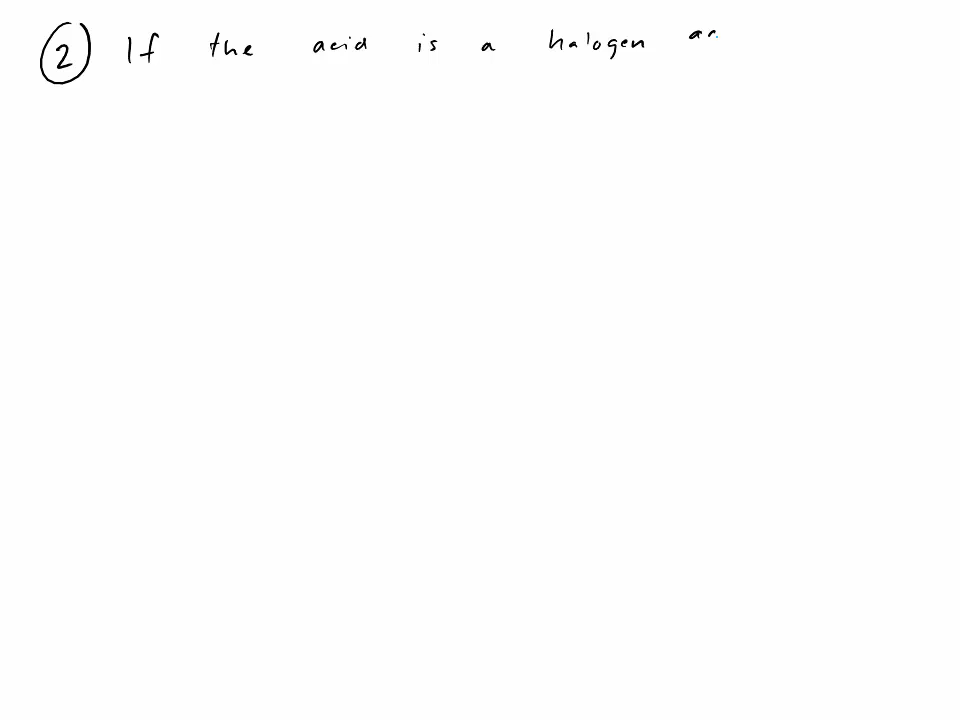 ② If the acid is a halogen